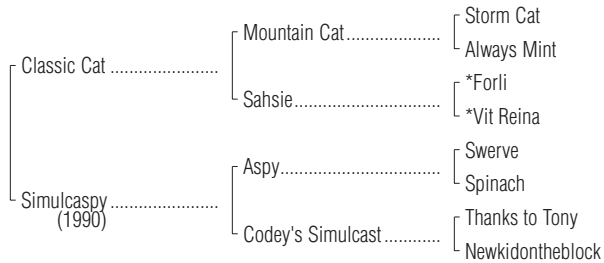 Storm Cat
Mountain Cat....................
Always Mint
Classic Cat .......................
*Forli
Sahsie...............................
*Vit Reina
Swerve
Aspy..................................
Spinach
Simulcaspy.......................
(1990)
Thanks to Tony
Codey's Simulcast............
Newkidontheblock